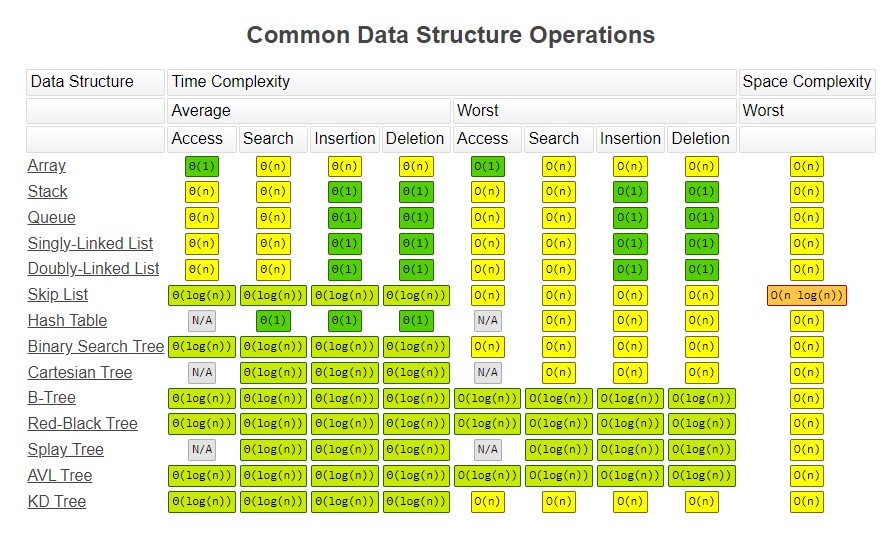 Common Data Structure Operations
Data Structure Time Complexity Space Complexity
Average Worst Worst
Access Search Insertion Deletion Access Search Insertion Deletion
Array Θ(1) Θ(n) Θ(n) Θ(n) O(1) O(n) O(n) O(n) O(n)
Stack Θ(n) Θ(n) Θ(1) Θ(1) O(n) O(n) O(1) O(1) O(n)
Queue Θ(n) Θ(n) Θ(1) Θ(1) O(n) O(n) O(1) O(1) O(n)
Singly-Linked List Θ(n) Θ(n) Θ(1) Θ(1) O(n) O(n) O(1) O(1) O(n)
Doubly-Linked List Θ(n) Θ(n) Θ(1) Θ(1) O(n) O(n) O(1) O(1) O(n)
Skip List Θ(log(n)) Θ(log(n)) Θ(log(n)) Θ(log(n)) O(n) O(n) O(n) O(n) O(n log(n))
Hash Table N/A Θ(1) Θ(1) Θ(1) N/A O(n) O(n) O(n) O(n)
Binary Search Tree Θ(log(n)) Θ(log(n)) Θ(log(n)) Θ(log(n)) O(n) O(n) O(n) O(n) O(n)
Cartesian Tree N/A Θ(log(n)) Θ(log(n)) Θ(log(n)) N/A O(n) O(n) O(n) O(n)
B-Tree Θ(log(n)) Θ(log(n)) Θ(log(n)) Θ(log(n)) O(log(n)) O(log(n)) O(log(n)) O(log(n)) O(n)
Red-Black Tree Θ(log(n)) Θ(log(n)) Θ(log(n)) Θ(log(n)) O(log(n)) O(log(n)) O(log(n)) O(log(n)) O(n)
Splay Tree N/A Θ(log(n)) Θ(log(n)) Θ(log(n)) N/A O(log(n)) O(log(n)) O(log(n)) O(n)
AVL Tree Θ(log(n)) Θ(log(n)) Θ(log(n)) Θ(log(n)) O(log(n)) O(log(n)) O(log(n)) O(log(n)) O(n)
KD Tree Θ(log(n)) Θ(log(n)) Θ(log(n)) Θ(log(n)) O(n) O(n) O(n) O(n) O(n)